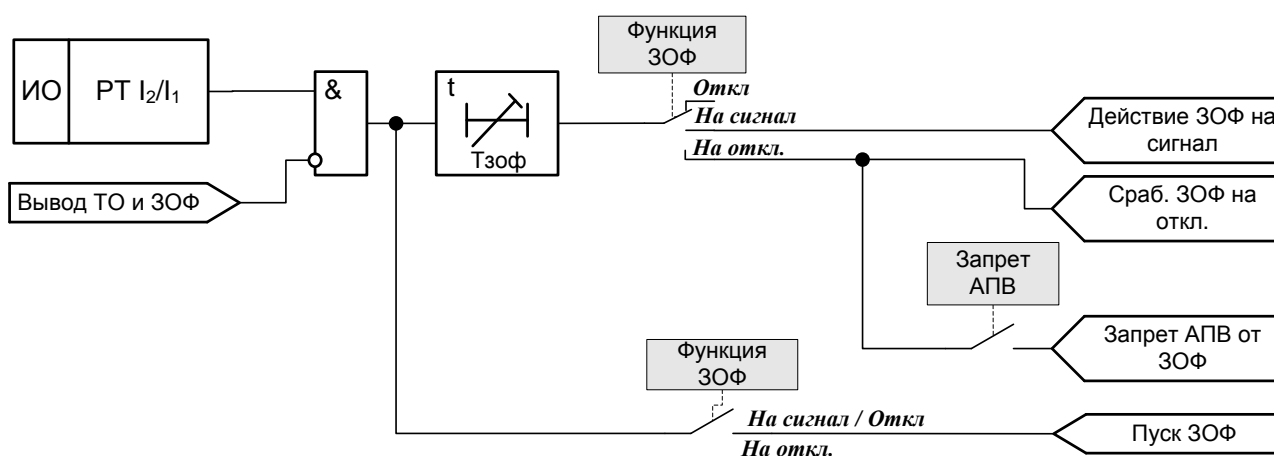 Функция
ЗОФ
ИО
РТ I₂/I₁
&
t
Тзоф
Откл
На сигнал
На откл.
Действие ЗОФ на
сигнал
Вывод ТО и ЗОФ
Сраб. ЗОФ на
откл.
Запрет
АПВ
Запрет АПВ от
ЗОФ
Функция
ЗОФ
На сигнал / Откл
На откл.
Пуск ЗОФ